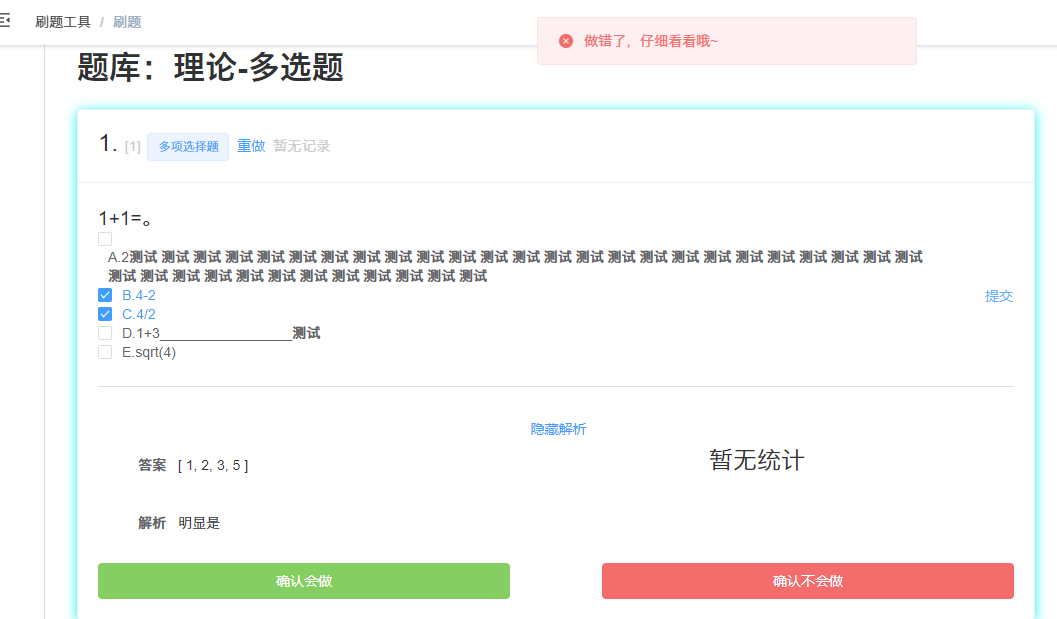 刷题工具 / 刷题
做错了，仔细看看哦~
题库：理论-多选题
1. [1] 多项选择题 重做 暂无记录
1+1=。
A.2测试 测试 测试 测试 测试 测试 测试 测试 测试 测试 测试 测试 测试 测试 测试 测试 测试 测试 测试 测试 测试 测试 测试 测试 测试
测试 测试 测试 测试 测试 测试 测试 测试 测试 测试 测试 测试
B.4-2
提交
C.4/2
D.1+3_________________测试
E.sqrt(4)
隐藏解析
答案 [ 1, 2, 3, 5 ]
暂无统计
解析 明显是
确认会做
确认不会做